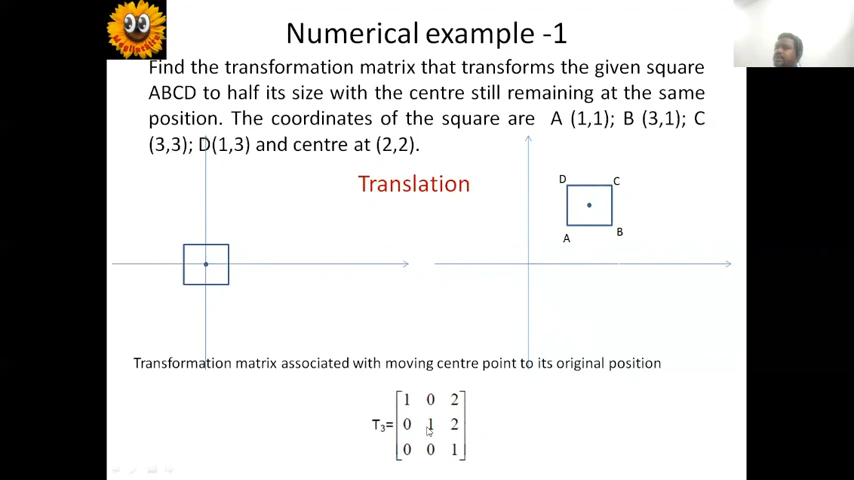 Numerical example -1
Find the transformation matrix that transforms the given square
ABCD to half its size with the centre still remaining at the same
position. The coordinates of the square are A (1,1); B (3,1); C
(3,3); D(1,3) and centre at (2,2).
Translation
D C
A B
Transformation matrix associated with moving centre point to its original position
1 0 2
T3= 0 1 2
0 0 1